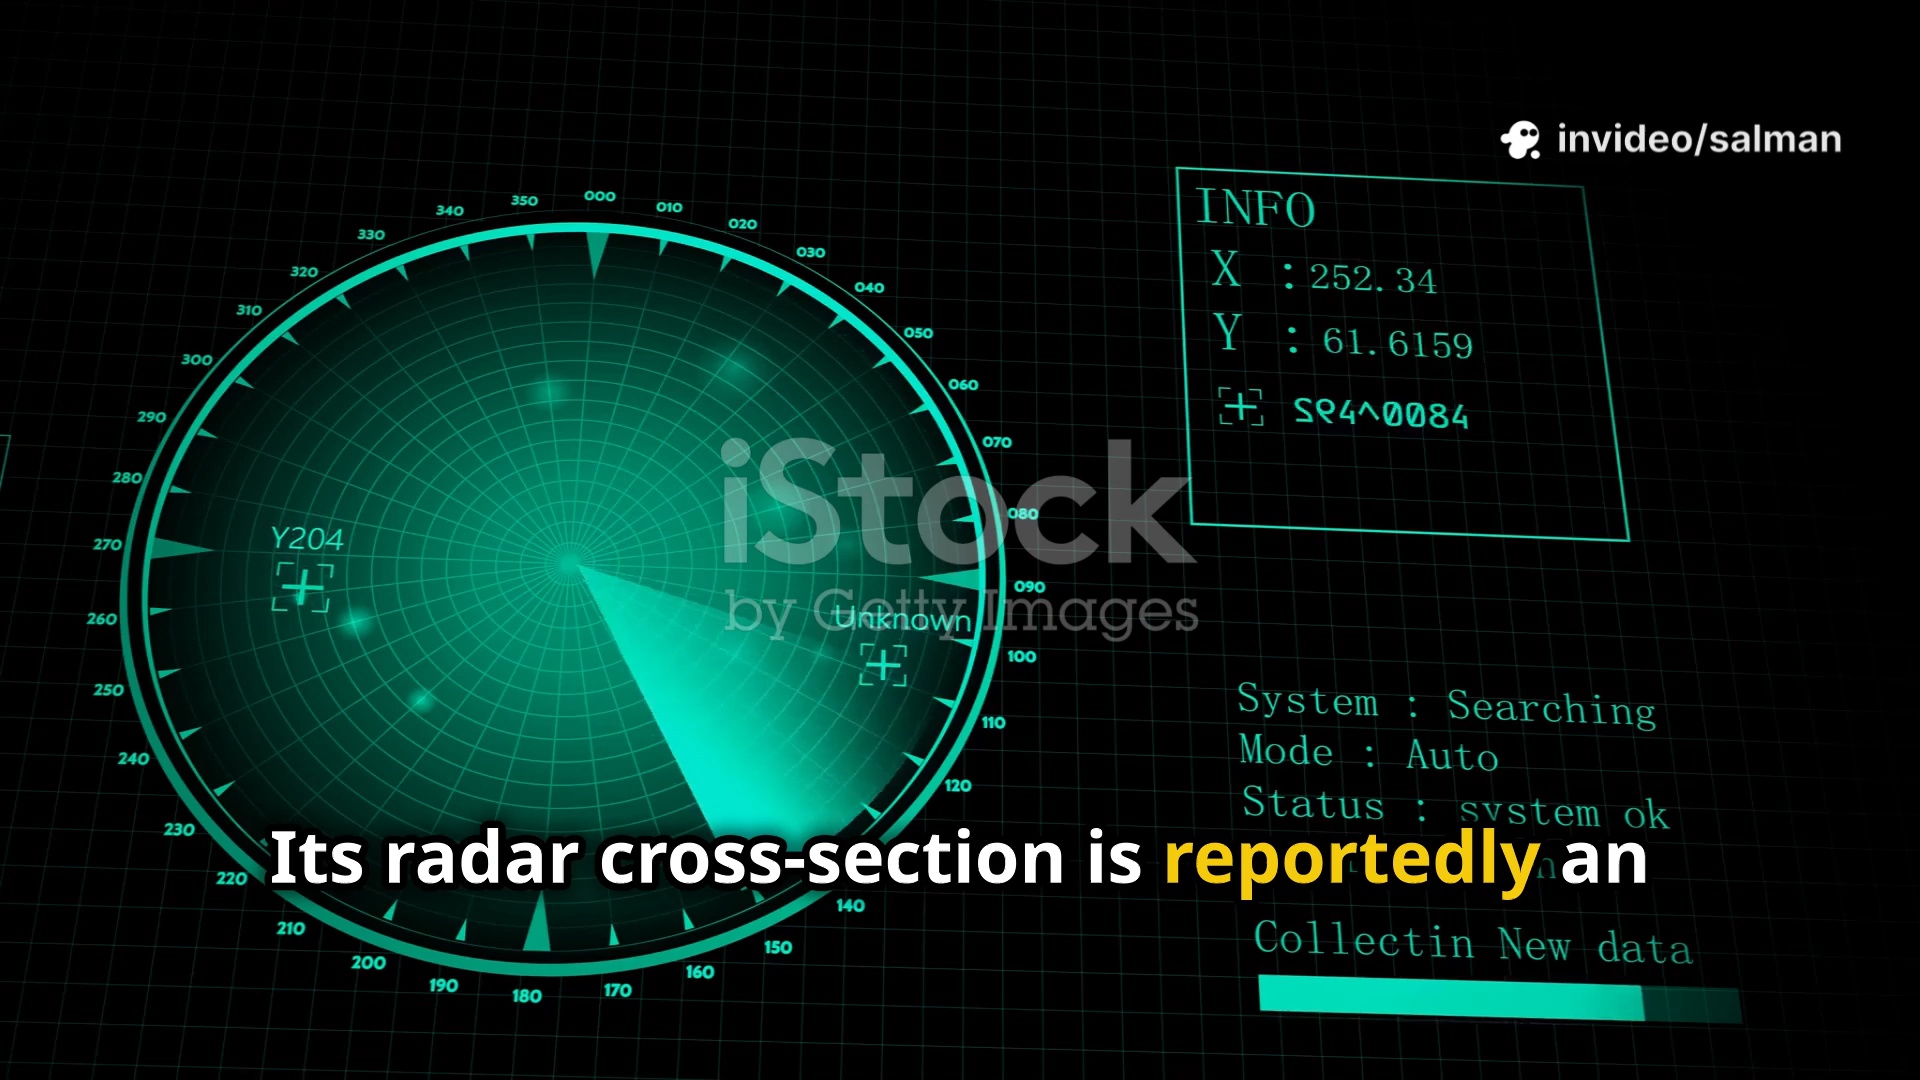 invideo/salman
INFO
X : 252.34
Y : 61.6159
000
010
020
030
040
050
060
070
080
090
100
110
120
140
150
160
170
180
190
200
210
220
230
240
250
260
270
280
290
300
310
320
330
340
350
Y204
Unknown
iStock
by Getty Images
System : Searching
Mode : Auto
Status : system ok
Its radar cross-section is reportedly an
Collectin New data